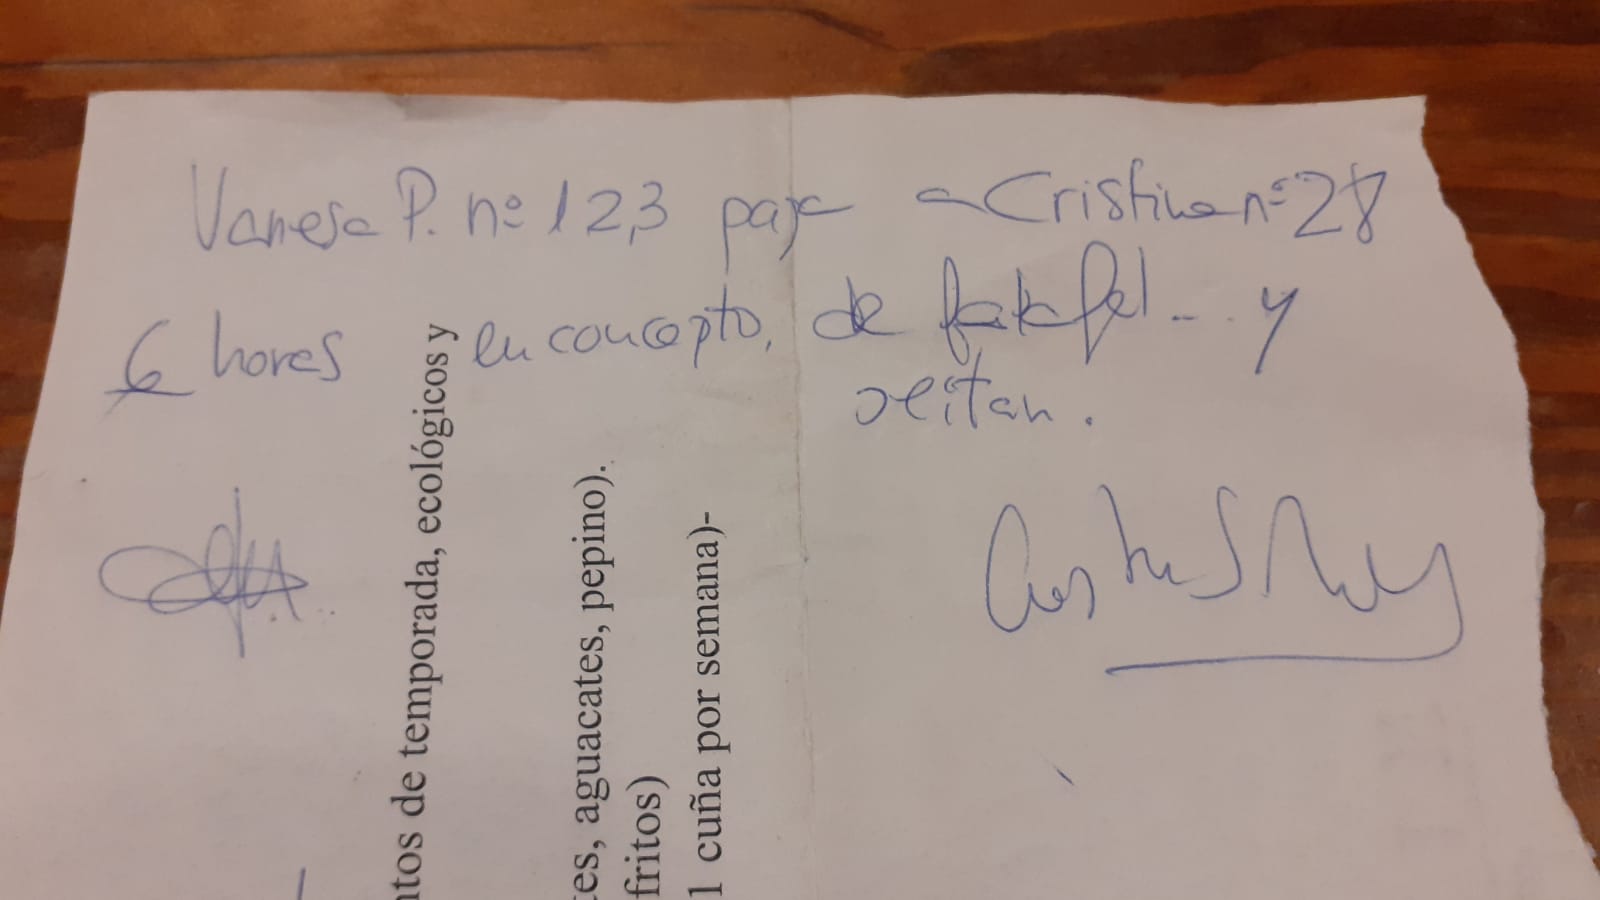 Vanesa P. nº 123 paga a Cristina nº 28
6 horas en concepto, de falafel... y
seitan.
ntos de temporada, ecológicos y
tes, aguacates, pepino).
fritos)
1 cuña por semana)-